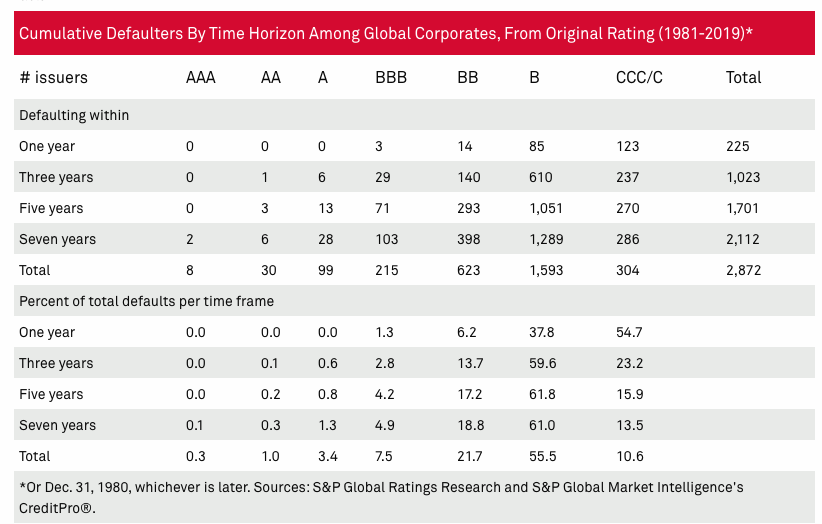 Cumulative Defaulters By Time Horizon Among Global Corporates, From Original Rating (1981-2019)*
# issuers AAA AA A BBB BB B CCC/C Total
Defaulting within
One year 0 0 0 3 14 85 123 225
Three years 0 1 6 29 140 610 237 1,023
Five years 0 3 13 71 293 1,051 270 1,701
Seven years 2 6 28 103 398 1,289 286 2,112
Total 8 30 99 215 623 1,593 304 2,872
Percent of total defaults per time frame
One year 0.0 0.0 0.0 1.3 6.2 37.8 54.7
Three years 0.0 0.1 0.6 2.8 13.7 59.6 23.2
Five years 0.0 0.2 0.8 4.2 17.2 61.8 15.9
Seven years 0.1 0.3 1.3 4.9 18.8 61.0 13.5
Total 0.3 1.0 3.4 7.5 21.7 55.5 10.6
*Or Dec. 31, 1980, whichever is later. Sources: S&P Global Ratings Research and S&P Global Market Intelligence's
CreditPro®.